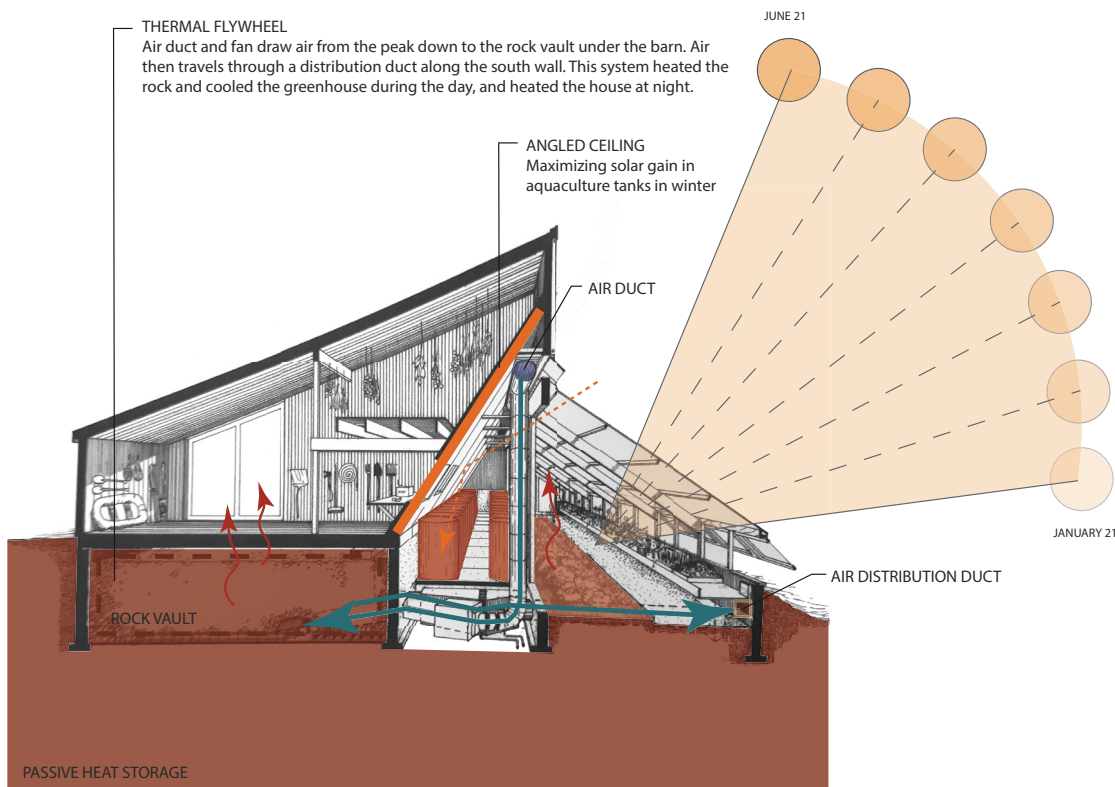 THERMAL FLYWHEEL
Air duct and fan draw air from the peak down to the rock vault under the barn. Air
then travels through a distribution duct along the south wall. This system heated the
rock and cooled the greenhouse during the day, and heated the house at night.
JUNE 21
ANGLED CEILING
Maximizing solar gain in
aquaculture tanks in winter
AIR DUCT
JANUARY 21
AIR DISTRIBUTION DUCT
ROCK VAULT
PASSIVE HEAT STORAGE